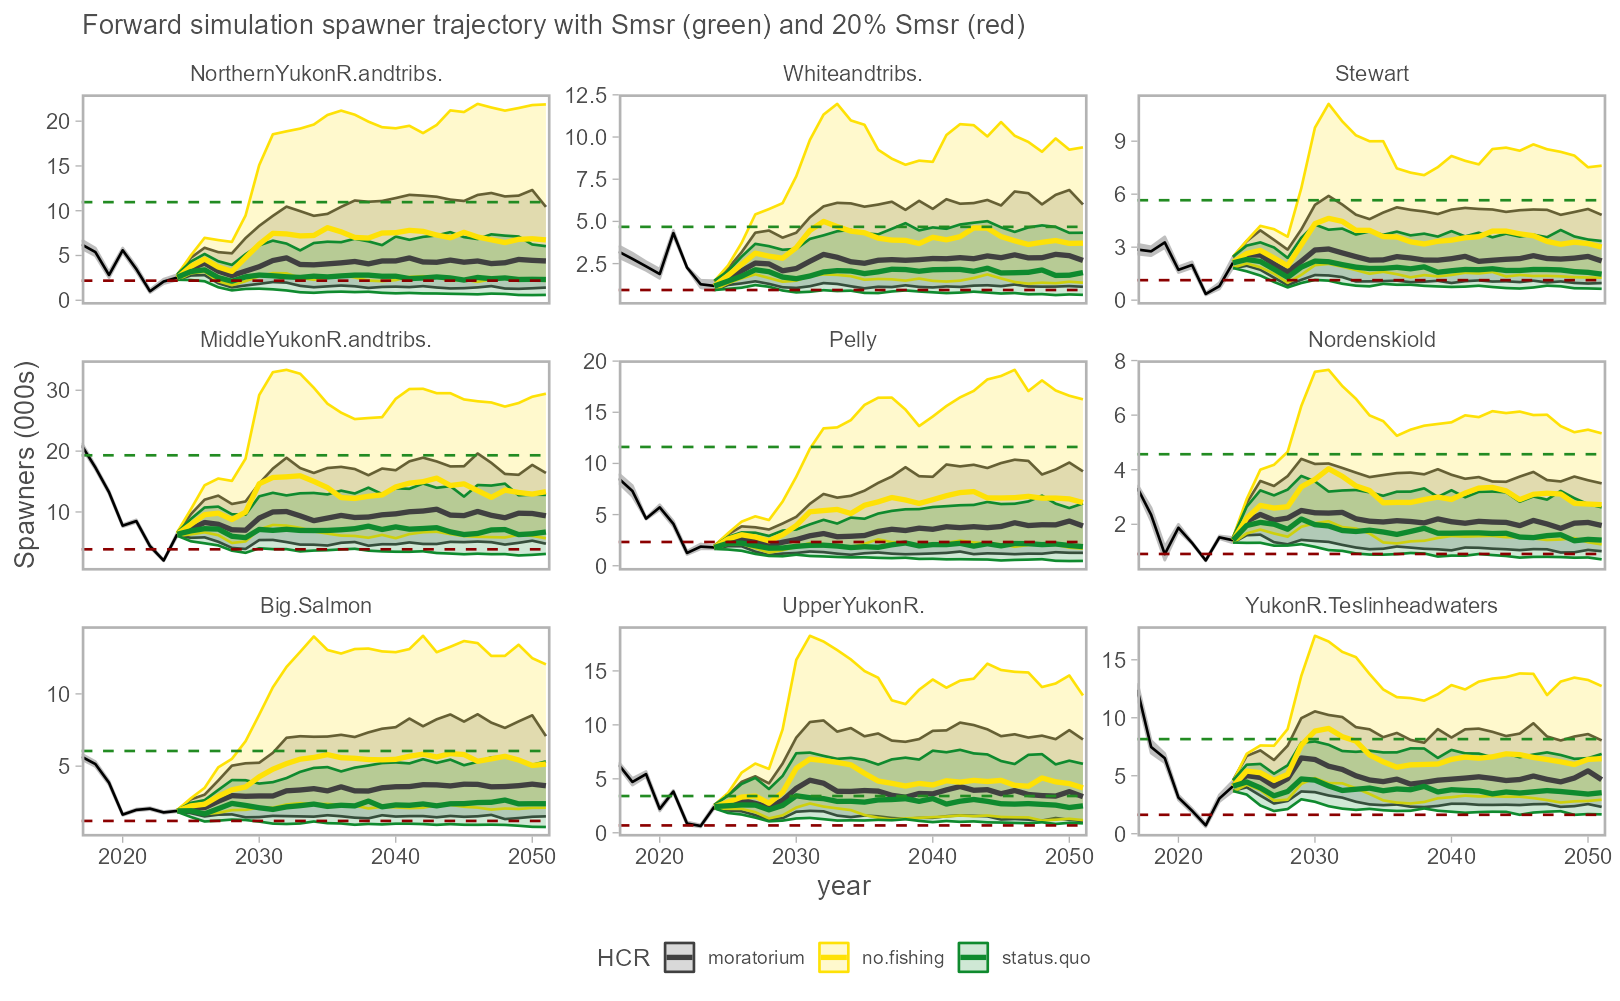 Forward simulation spawner trajectory with Smsr (green) and 20% Smsr (red)
NorthernYukonR.andtribs.
Whiteandtribs.
Stewart
20
15
10
5
0
12.5
10.0
7.5
5.0
2.5
9
6
3
0
MiddleYukonR.andtribs.
Pelly
Nordenskiold
30
20
10
20
15
10
5
0
8
6
4
2
Spawners (000s)
Big.Salmon
UpperYukonR.
YukonR.Teslinheadwaters
10
5
15
10
5
0
15
10
5
0
2020 2030 2040 2050
2020 2030 2040 2050
2020 2030 2040 2050
year
HCR moratorium no.fishing status.quo